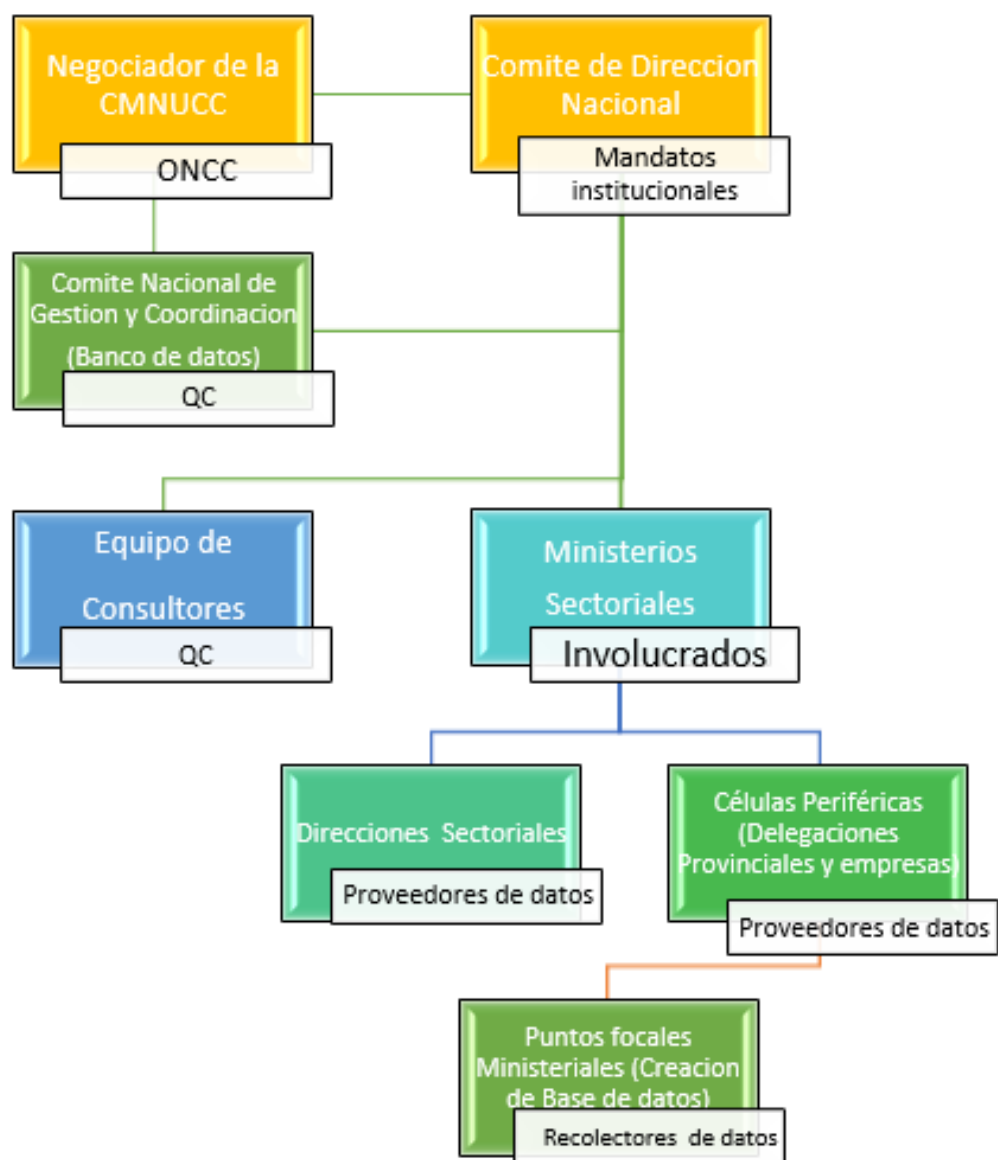 Negociador de la
CMNUCC
ONCC
Comite de Direccion
Nacional
Mandatos
institucionales
Comite Nacional de
Gestion y Coordinacion
(Banco de datos)
QC
Equipo de
Consultores
QC
Ministerios
Sectoriales
Involucrados
Direcciones Sectoriales
Proveedores de datos
Células Periféricas
(Delegaciones
Provinciales y empresas)
Proveedores de datos
Puntos focales
Ministeriales (Creacion
de Base de datos)
Recolectores de datos